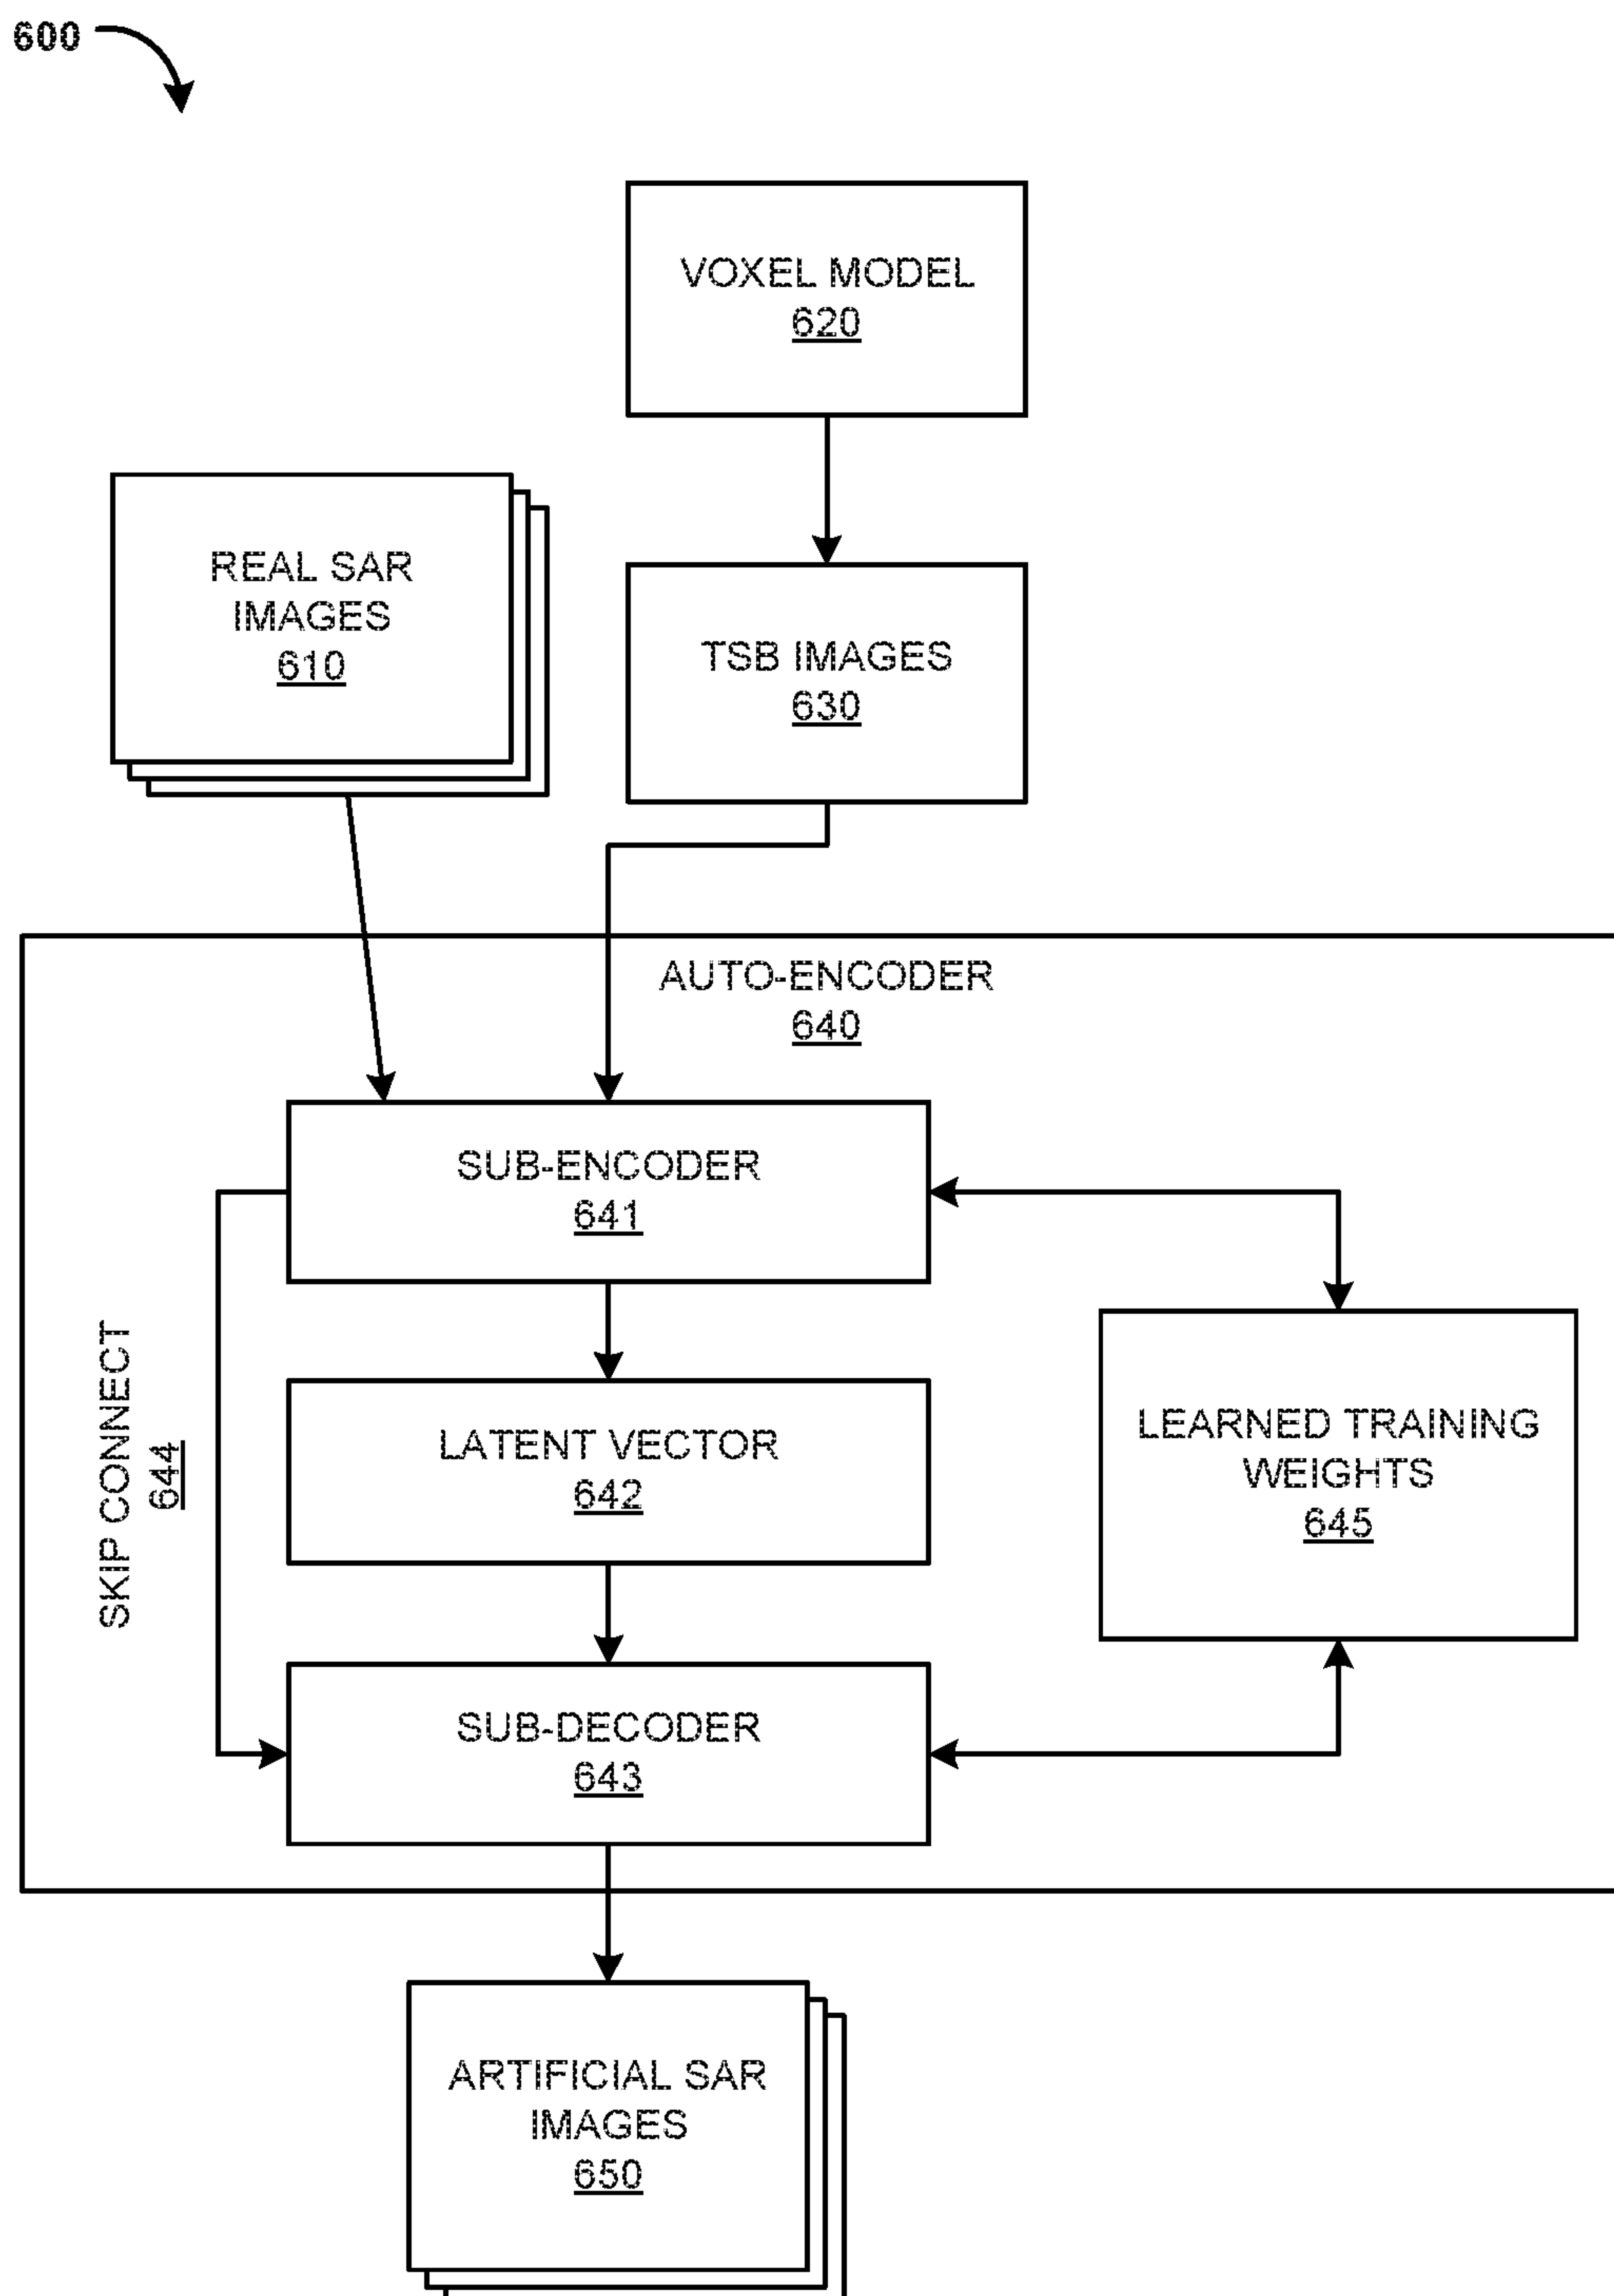 600
VOXEL MODEL
620
REAL SAR
IMAGES
610
TSB IMAGES
630
AUTO-ENCODER
640
SUB-ENCODER
641
SKIP CONNECT
644
LATENT VECTOR
642
LEARNED TRAINING
WEIGHTS
645
SUB-DECODER
643
ARTIFICIAL SAR
IMAGES
650